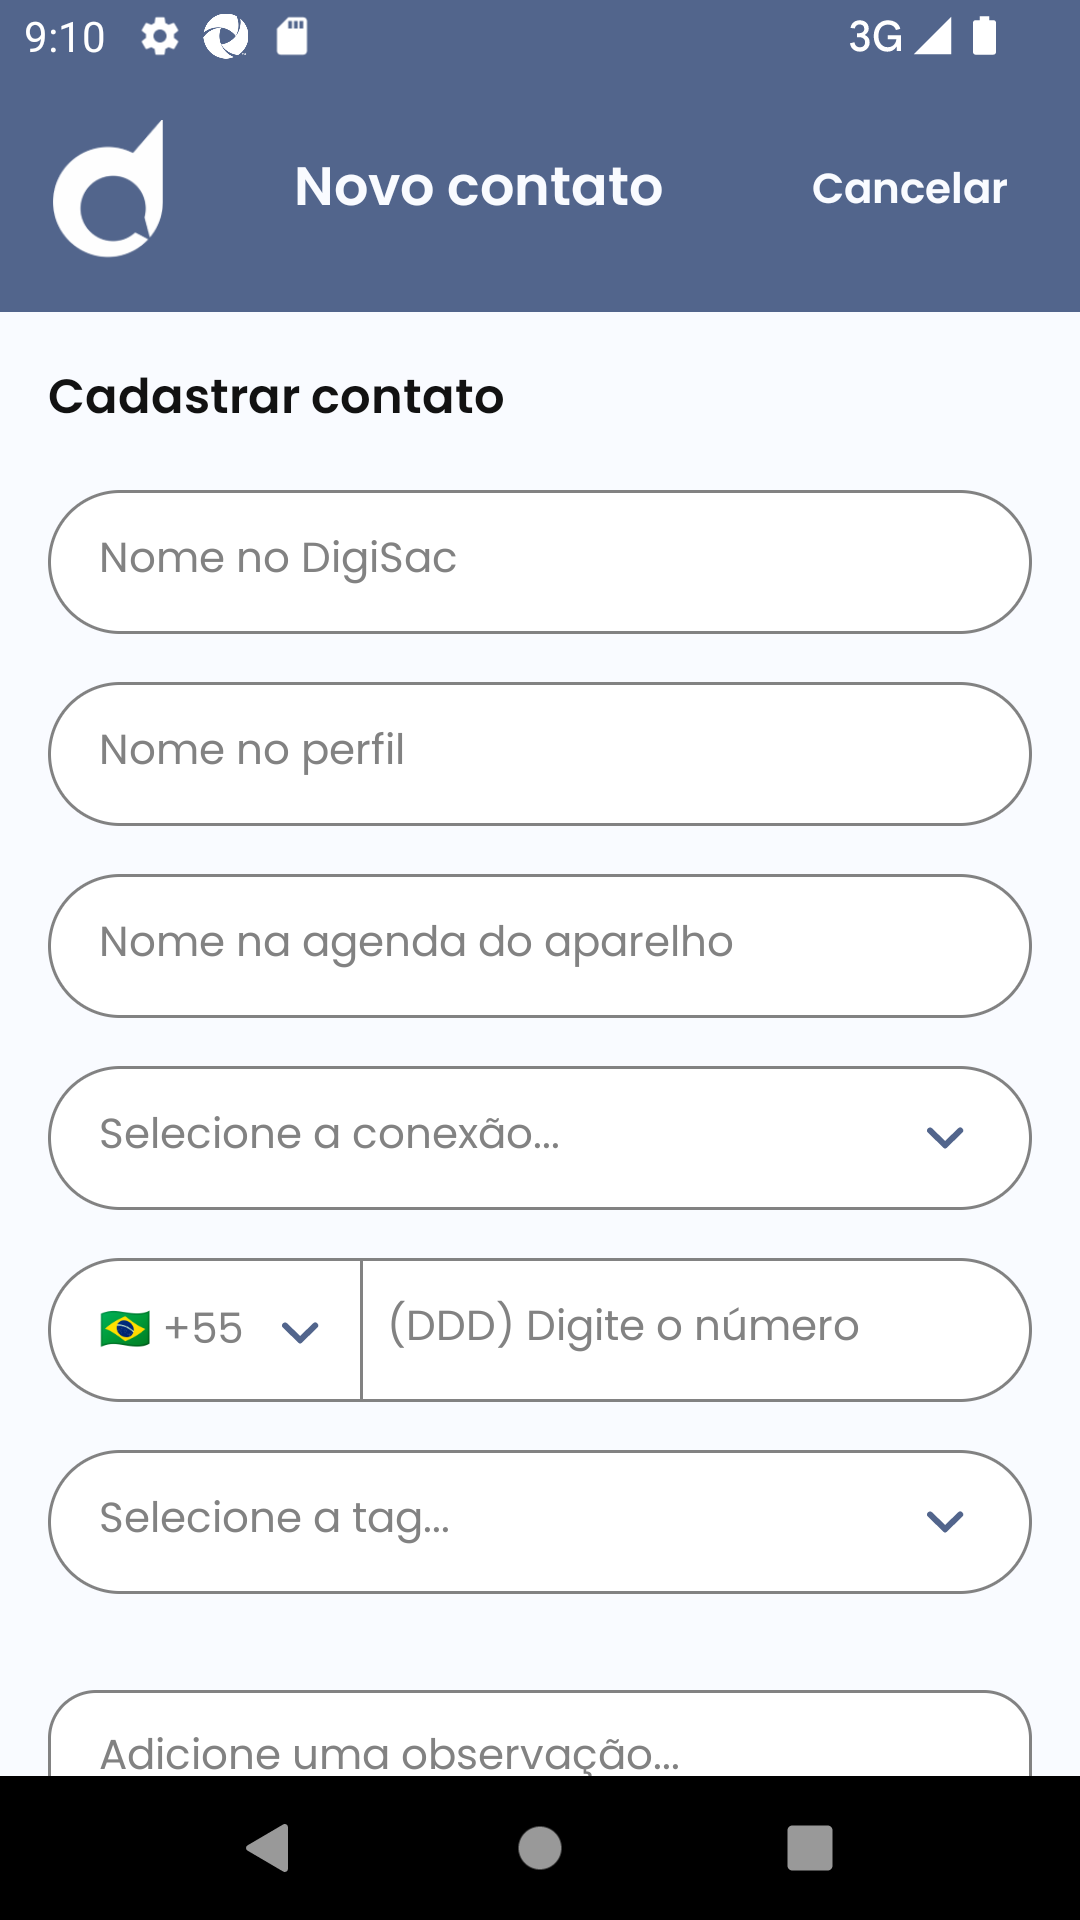 9:10 3G
Novo contato Cancelar
Cadastrar contato
Nome no DigiSac
Nome no perfil
Nome na agenda do aparelho
Selecione a conexão...
+55 (DDD) Digite o número
Selecione a tag...
Adicione uma observação...